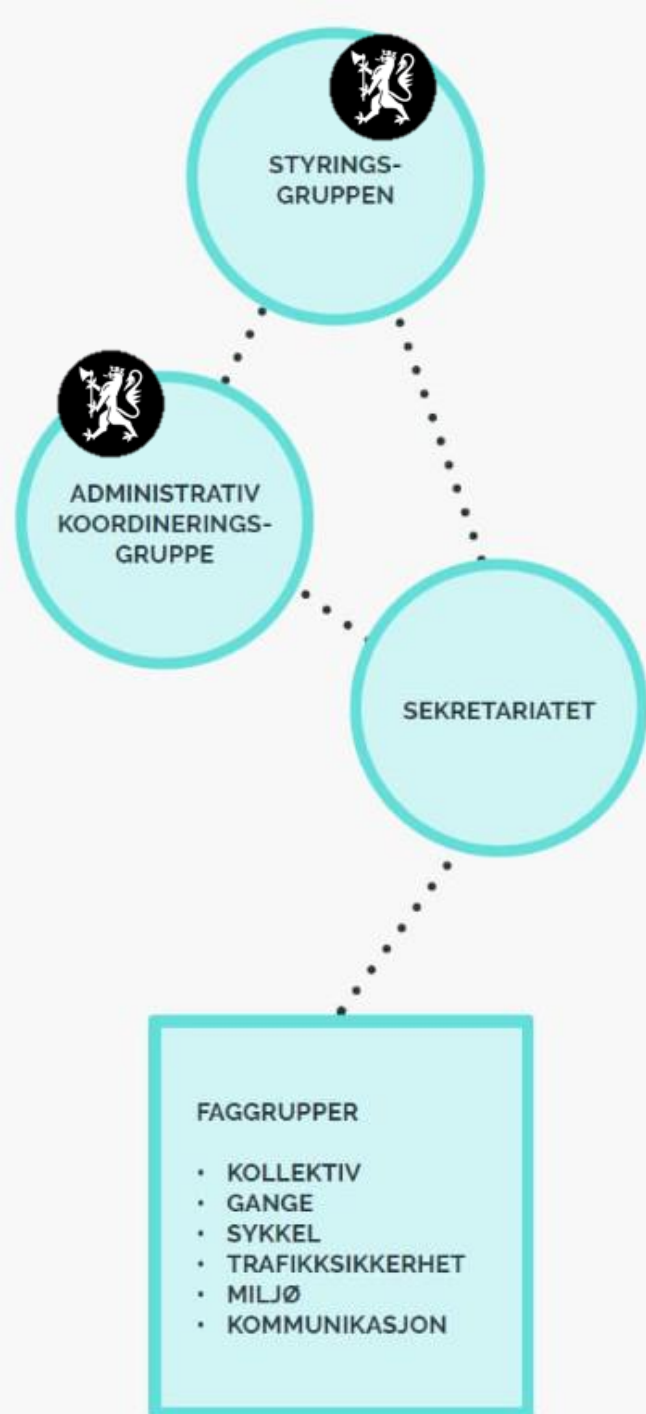 STYRINGS-
GRUPPEN
ADMINISTRATIV
KOORDINERINGS-
GRUPPE
SEKRETARIATET
FAGGRUPPER
• KOLLEKTIV
• GANGE
• SYKKEL
• TRAFIKKSIKKERHET
• MILJØ
• KOMMUNIKASJON